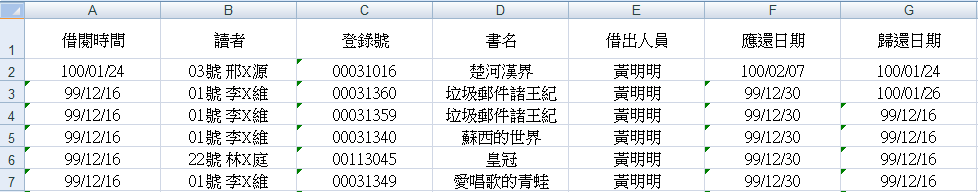 A B C D E F G
1 借閱時間 讀者 登錄號 書名 借出人員 應還日期 歸還日期
2 100/01/24 03號 邢X源 00031016 楚河漢界 黃明明 100/02/07 100/01/24
3 99/12/16 01號 李X維 00031360 垃圾郵件諸王紀 黃明明 99/12/30 100/01/26
4 99/12/16 01號 李X維 00031359 垃圾郵件諸王紀 黃明明 99/12/30 99/12/16
5 99/12/16 01號 李X維 00031340 蘇西的世界 黃明明 99/12/30 99/12/16
6 99/12/16 22號 林X庭 00113045 皇冠 黃明明 99/12/30 99/12/16
7 99/12/16 01號 李X維 00031349 愛唱歌的青蛙 黃明明 99/12/30 99/12/16